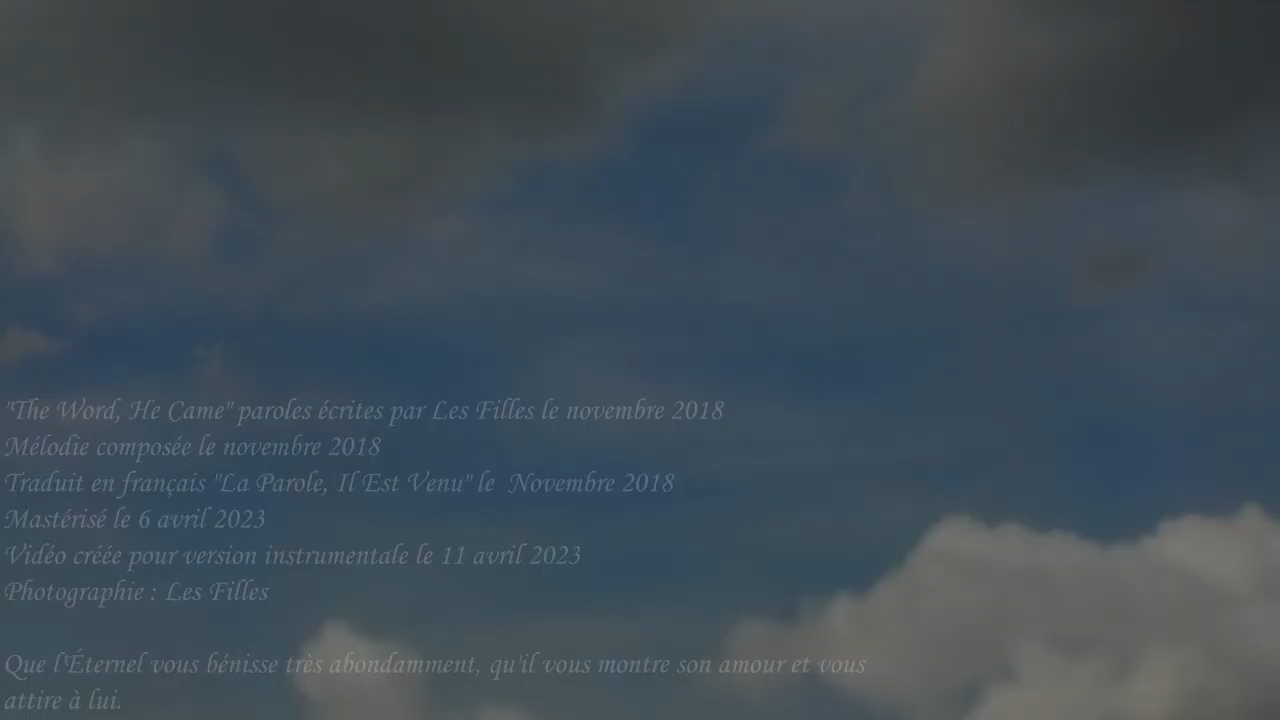 "The Word, He Came" paroles écrites par Les Filles le novembre 2018
Mélodie composée le novembre 2018
Traduit en français "La Parole, Il Est Venu" le  Novembre 2018
Mastérisé le 6 avril 2023
Vidéo créée pour version instrumentale le 11 avril 2023
Photographie : Les Filles
Que l'Éternel vous bénisse très abondamment, qu'il vous montre son amour et vous
attire à lui.